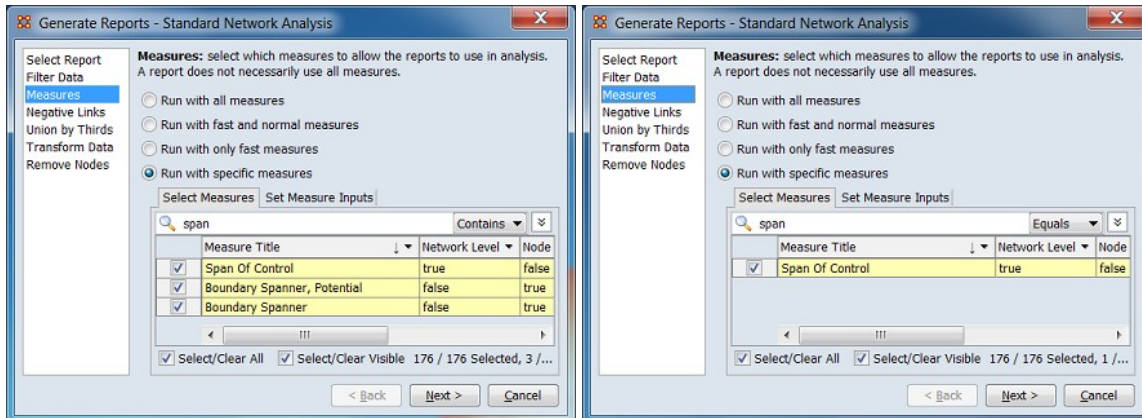 Generate Reports - Standard Network Analysis
Select Report
Filter Data
Measures
Negative Links
Union by Thirds
Transform Data
Remove Nodes
Measures: select which measures to allow the reports to use in analysis.
A report does not necessarily use all measures.
Run with all measures
Run with fast and normal measures
Run with only fast measures
Run with specific measures
Select Measures Set Measure Inputs
span Contains
Measure Title Network Level Node
Span Of Control true false
Boundary Spanner, Potential false true
Boundary Spanner false true
Select/Clear All Select/Clear Visible 176 / 176 Selected, 3 /...
< Back Next > Cancel
Generate Reports - Standard Network Analysis
Select Report
Filter Data
Measures
Negative Links
Union by Thirds
Transform Data
Remove Nodes
Measures: select which measures to allow the reports to use in analysis.
A report does not necessarily use all measures.
Run with all measures
Run with fast and normal measures
Run with only fast measures
Run with specific measures
Select Measures Set Measure Inputs
span Equals
Measure Title Network Level Node
Span Of Control true false
Select/Clear All Select/Clear Visible 176 / 176 Selected, 1 /...
< Back Next > Cancel